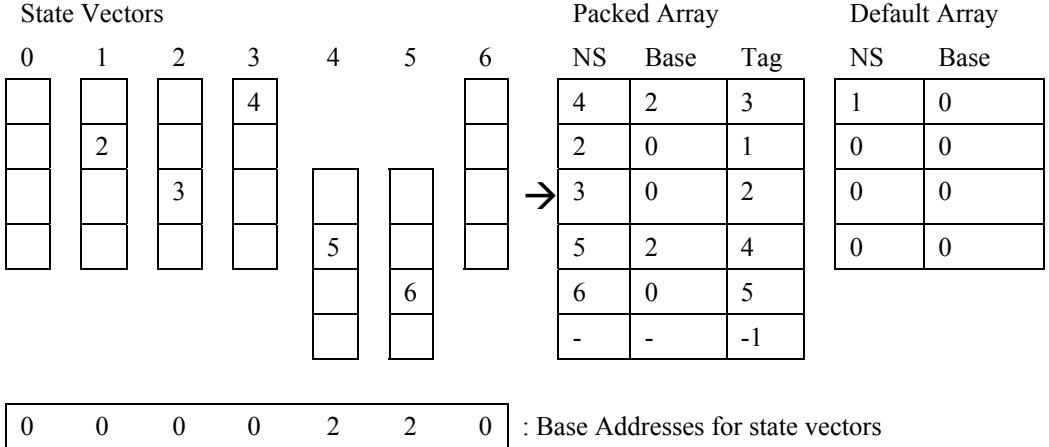 State Vectors Packed Array Default Array
0 1 2 3 4 5 6 NS Base Tag NS Base
4 4 2 3 1 0
2 2 0 1 0 0
3 → 3 0 2 0 0
5 5 2 4 0 0
6 6 0 5
- - -1
0 0 0 0 2 2 0 : Base Addresses for state vectors